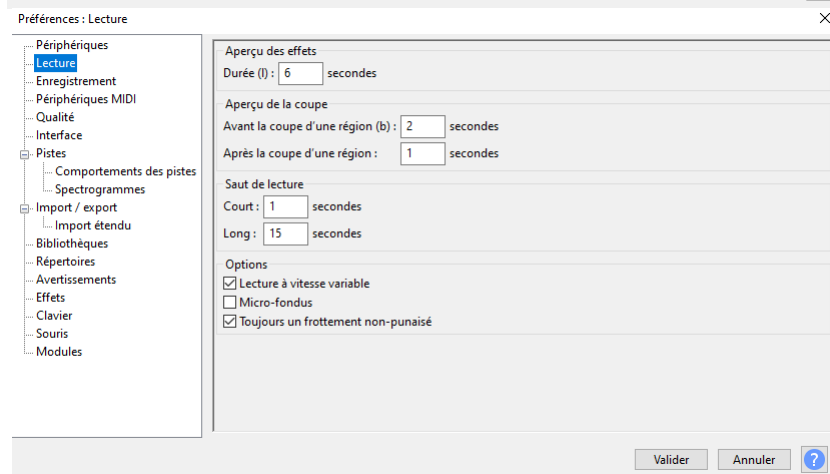 Préférences : Lecture
Périphériques
Lecture
Enregistrement
Périphériques MIDI
Qualité
Interface
Pistes
Comportements des pistes
Spectrogrammes
Import / export
Import étendu
Bibliothèques
Répertoires
Avertissements
Effets
Clavier
Souris
Modules
Aperçu des effets
Durée (l) : 6 secondes
Aperçu de la coupe
Avant la coupe d'une région (b) : 2 secondes
Après la coupe d'une région : 1 secondes
Saut de lecture
Court : 1 secondes
Long : 15 secondes
Options
Lecture à vitesse variable
Micro-fondus
Toujours un frottement non-punaisé
Valider Annuler ?